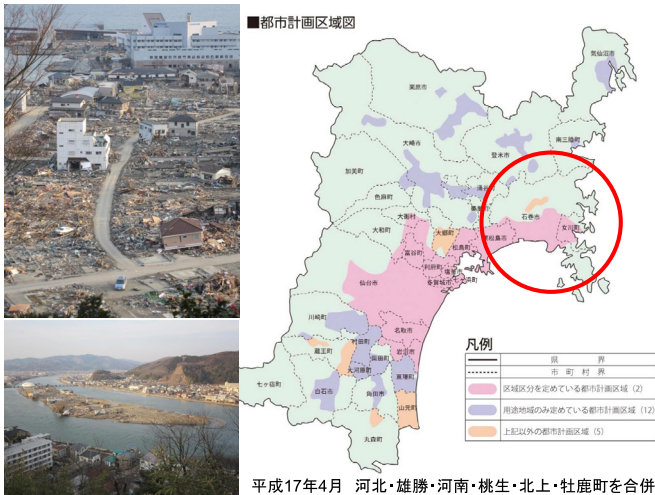 ■都市計画区域図
気仙沼市
栗原市
南三陸町
登米市
大崎市
加美町
涌谷町
色麻町
石巻市
女川町
大衡村
大和町
大郷町
松島町
東松島市
富谷町
利府町
塩竈市
七ヶ浜町
多賀城市
仙台市
川崎町
名取市
村田町
蔵王町
岩沼市
柴田町
大河原町
七ヶ宿町
亘理町
白石市
角田市
山元町
丸森町
凡例
県 界
市 町 村 界
区域区分を定めている都市計画区域(2)
用途地域のみ定めている都市計画区域(12)
上記以外の都市計画区域(5)
平成17年4月 河北・雄勝・河南・桃生・北上・牡鹿町を合併